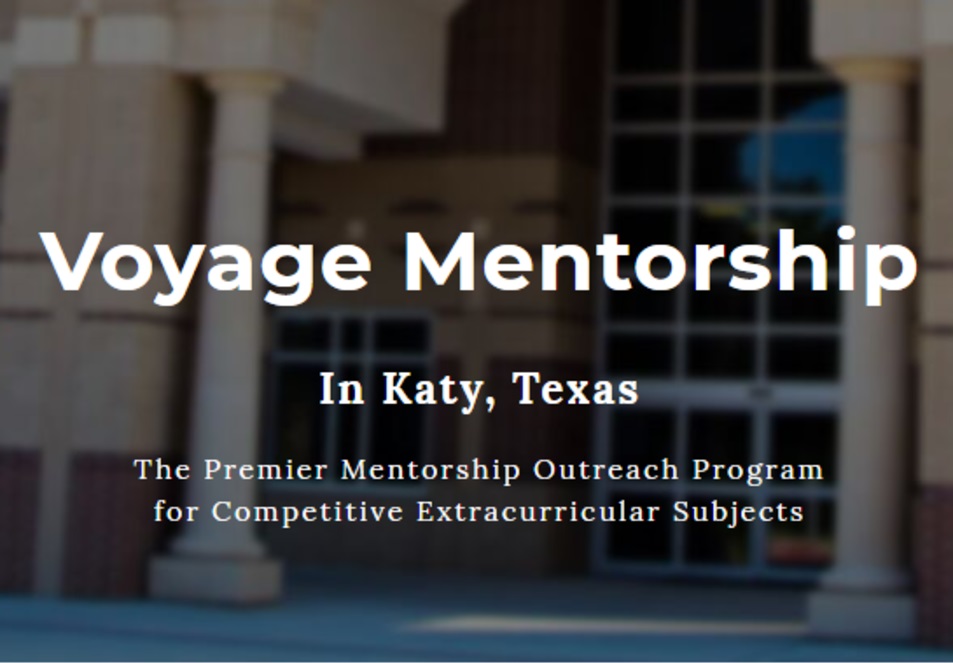 Voyage Mentorship
In Katy, Texas
The Premier Mentorship Outreach Program
for Competitive Extracurricular Subjects